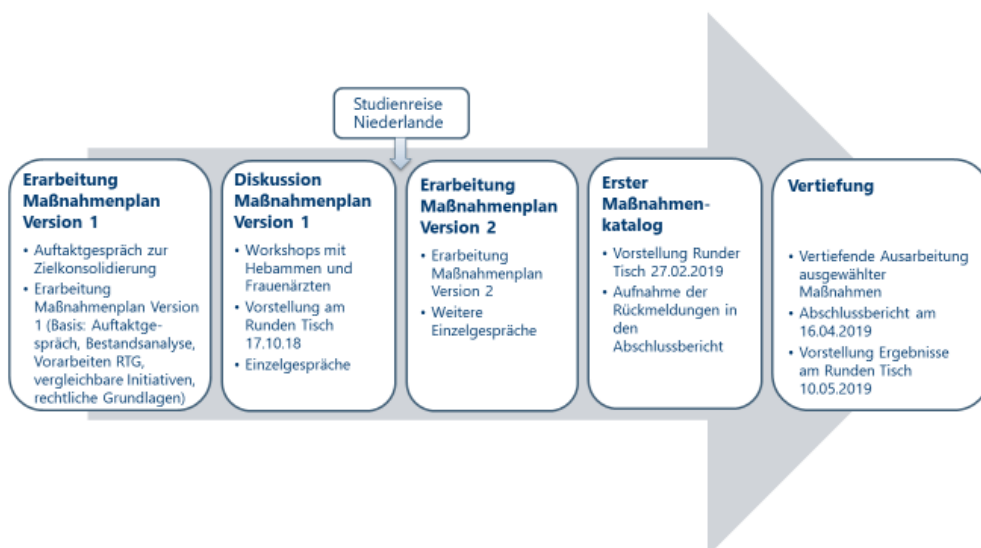 Studienreise
Niederlande
Erarbeitung
Maßnahmenplan
Version 1
• Auftaktgespräch zur
Zielkonsolidierung
• Erarbeitung
Maßnahmenplan Version
1 (Basis: Auftaktge-
spräch, Bestandsanalyse,
Vorarbeiten RTG,
vergleichbare Initiativen,
rechtliche Grundlagen)
Diskussion
Maßnahmenplan
Version 1
• Workshops mit
Hebammen und
Frauenärzten
• Vorstellung am
Runden Tisch
17.10.18
• Einzelgespräche
Erarbeitung
Maßnahmenplan
Version 2
• Erarbeitung
Maßnahmenplan
Version 2
• Weitere
Einzelgespräche
Erster
Maßnahmen-
katalog
• Vorstellung Runder
Tisch 27.02.2019
• Aufnahme der
Rückmeldungen in
den
Abschlussbericht
Vertiefung
• Vertiefende Ausarbeitung
ausgewählter
Maßnahmen
• Abschlussbericht am
16.04.2019
• Vorstellung Ergebnisse
am Runden Tisch
10.05.2019